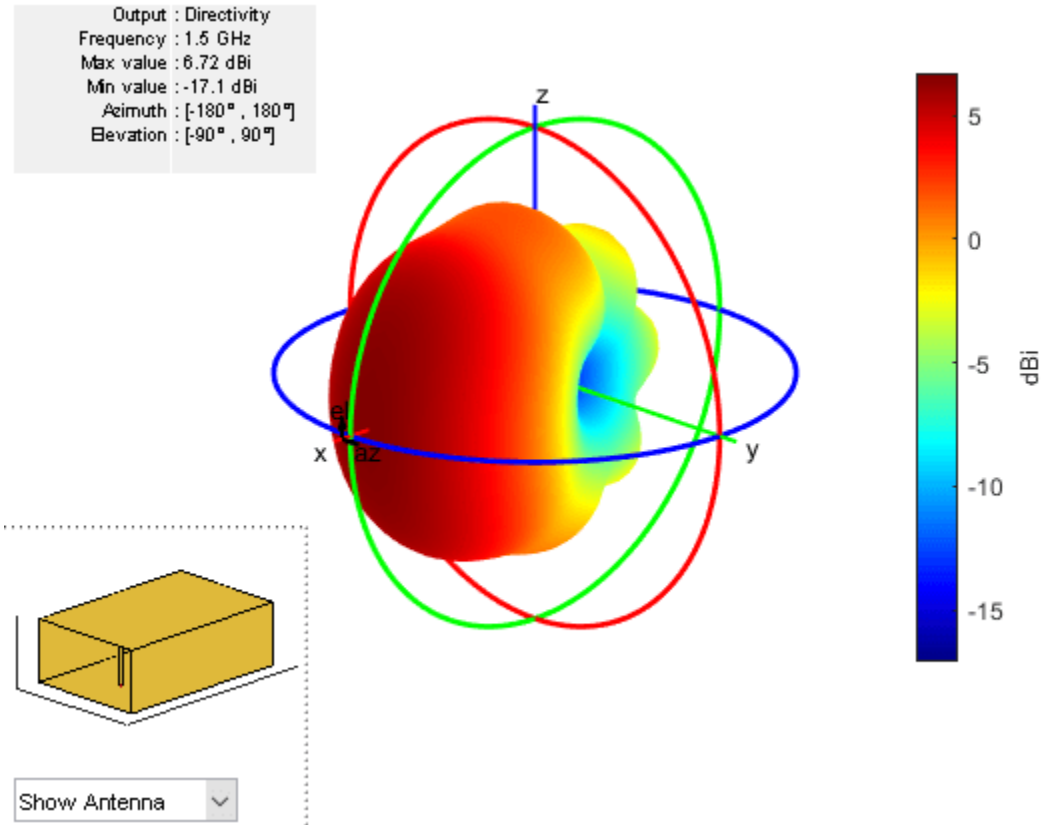 Output : Directivity
Frequency : 1.5 GHz
Max value : 6.72 dBi
Min value : -17.1 dBi
Azimuth : [-180° , 180°]
Elevation : [-90° , 90°]
z
5
0
-5
dBi
el
x
az
y
-10
-15
Show Antenna